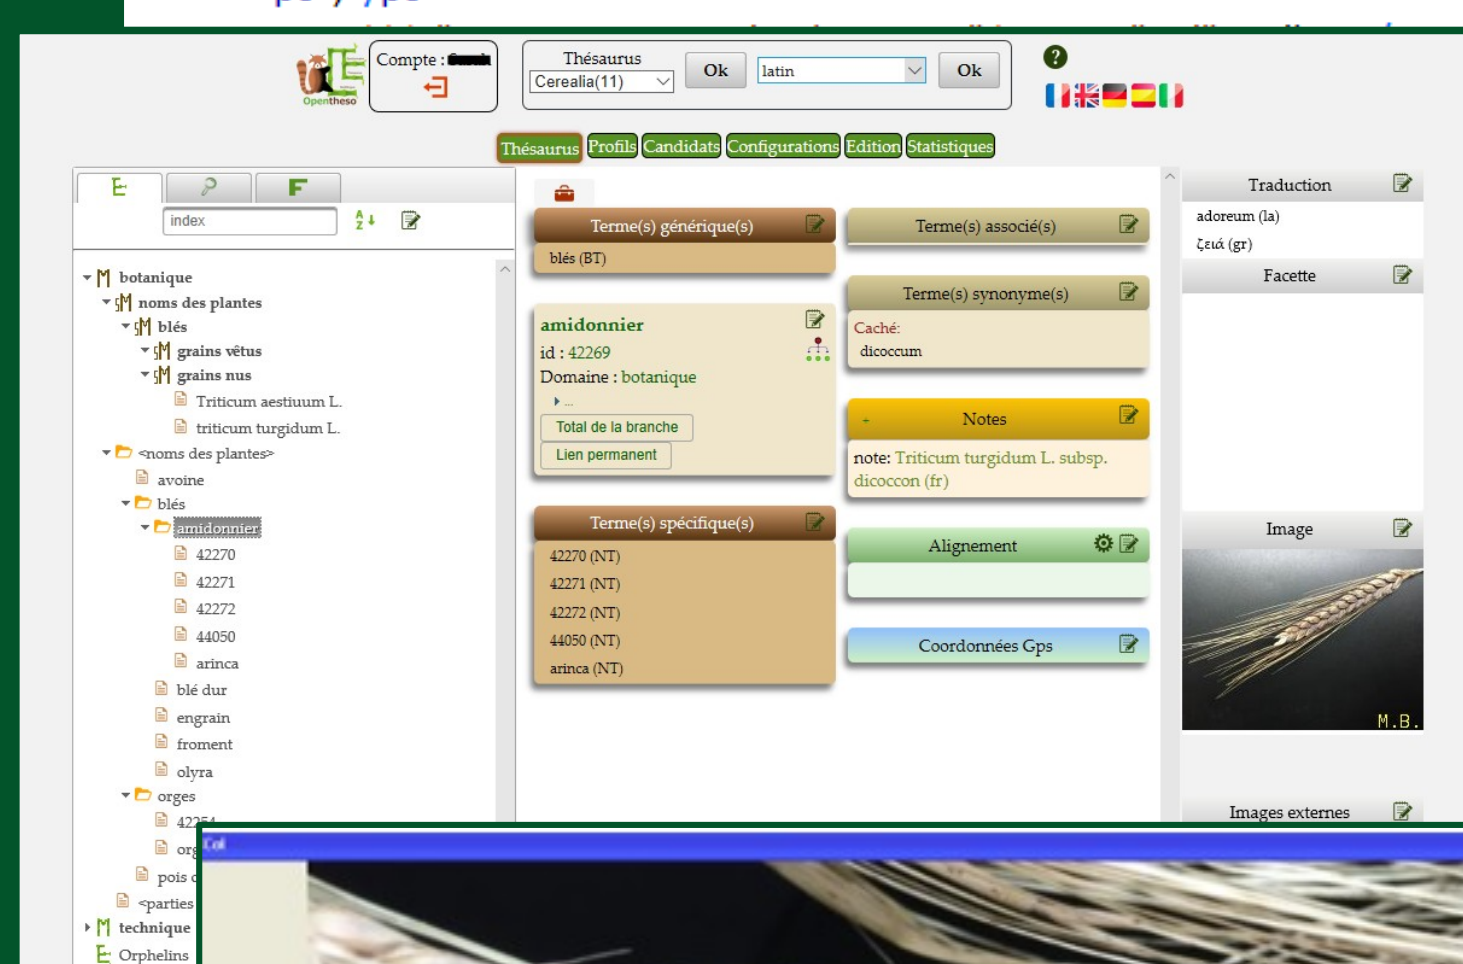 Compte :
Opentheso
Thésaurus
Cerealia(11)
Ok
latin
Ok
?
Thésaurus Profils Candidats Configurations Edition Statistiques
index
A
Z
botanique
noms des plantes
blés
grains vêtus
grains nus
Triticum aestiuum L.
triticum turgidum L.
<noms des plantes>
avoine
blés
amidonnier
42270
42271
42272
44050
arinca
blé dur
engrain
froment
olyra
orges
pois
<parties
technique
Orphelins
Terme(s) générique(s)
blés (BT)
amidonnier
id : 42269
Domaine : botanique
...
Total de la branche
Lien permanent
Terme(s) spécifique(s)
42270 (NT)
42271 (NT)
42272 (NT)
44050 (NT)
arinca (NT)
Terme(s) associé(s)
Terme(s) synonyme(s)
Caché:
dicoccum
+ Notes
note: Triticum turgidum L. subsp.
dicoccon (fr)
Alignement
Coordonnées Gps
Traduction
adoreum (la)
ζειά (gr)
Facette
Image
M.B.
Images externes
Col